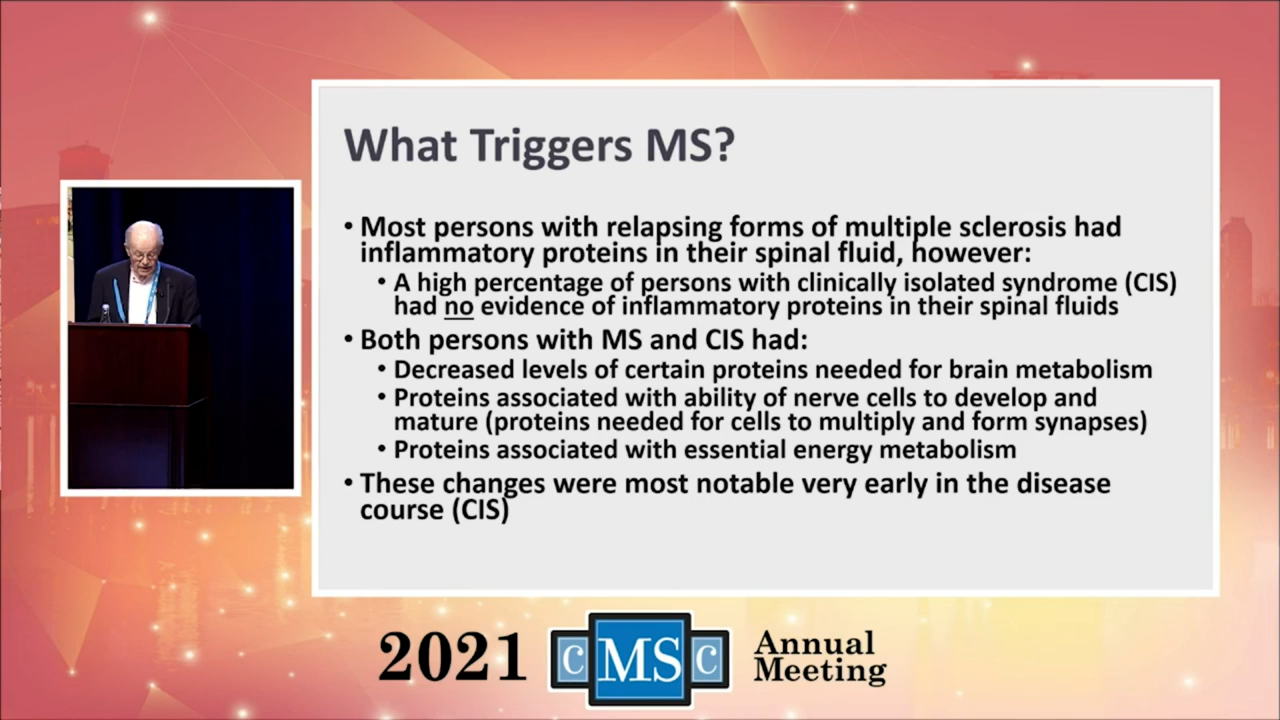 What Triggers MS?
• Most persons with relapsing forms of multiple sclerosis had
inflammatory proteins in their spinal fluid, however:
• A high percentage of persons with clinically isolated syndrome (CIS)
had no evidence of inflammatory proteins in their spinal fluids
• Both persons with MS and CIS had:
• Decreased levels of certain proteins needed for brain metabolism
• Proteins associated with ability of nerve cells to develop and
mature (proteins needed for cells to multiply and form synapses)
• Proteins associated with essential energy metabolism
• These changes were most notable very early in the disease
course (CIS)
2021
C MS C
Annual
Meeting